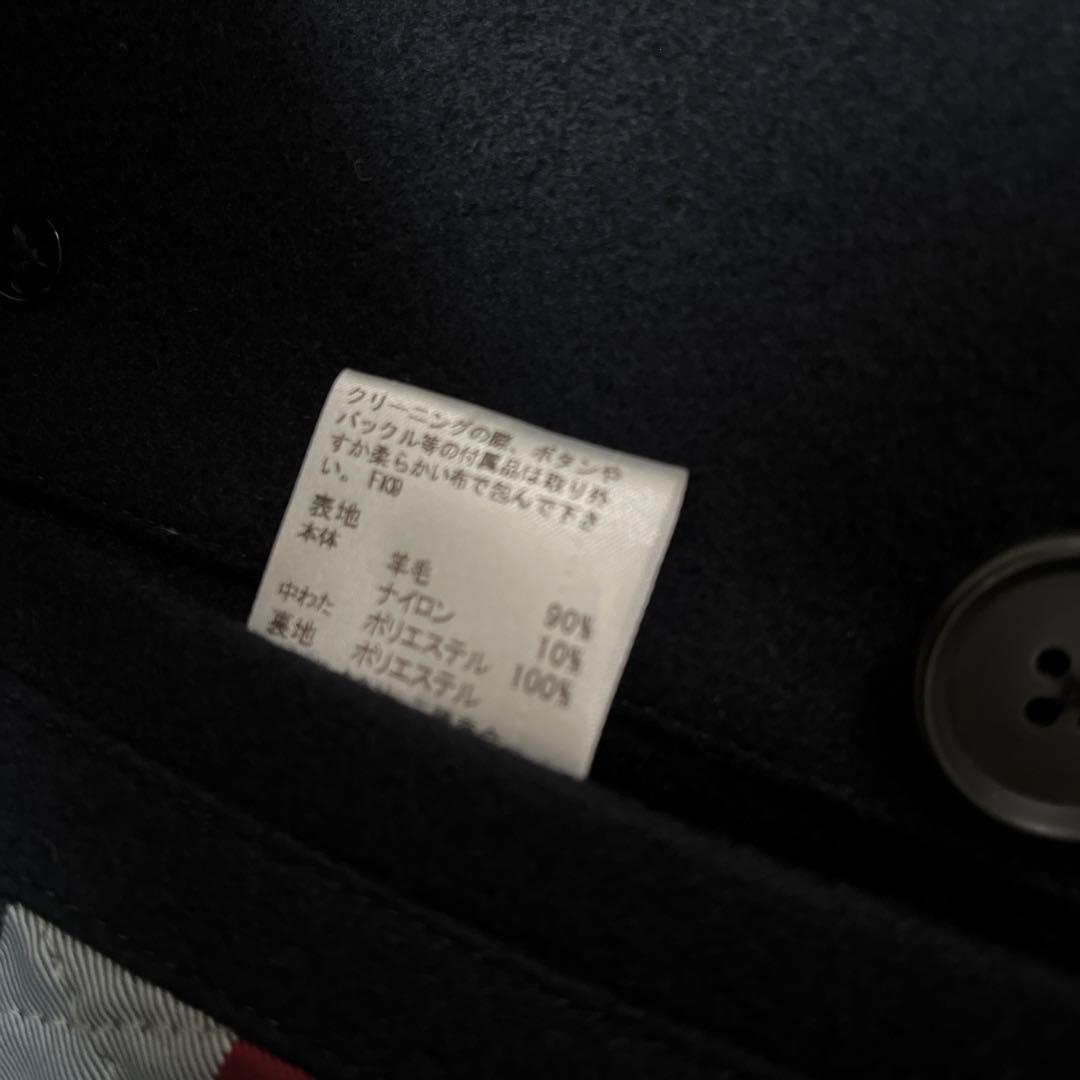 クリーニングの際、ボタンや
バックル等の付属品は取り外
すか柔らかい布で包んで下さ
い。 FK00
表地
本体
羊毛 90%
ナイロン 10%
中わた ポリエステル 100%
裏地 ポリエステル